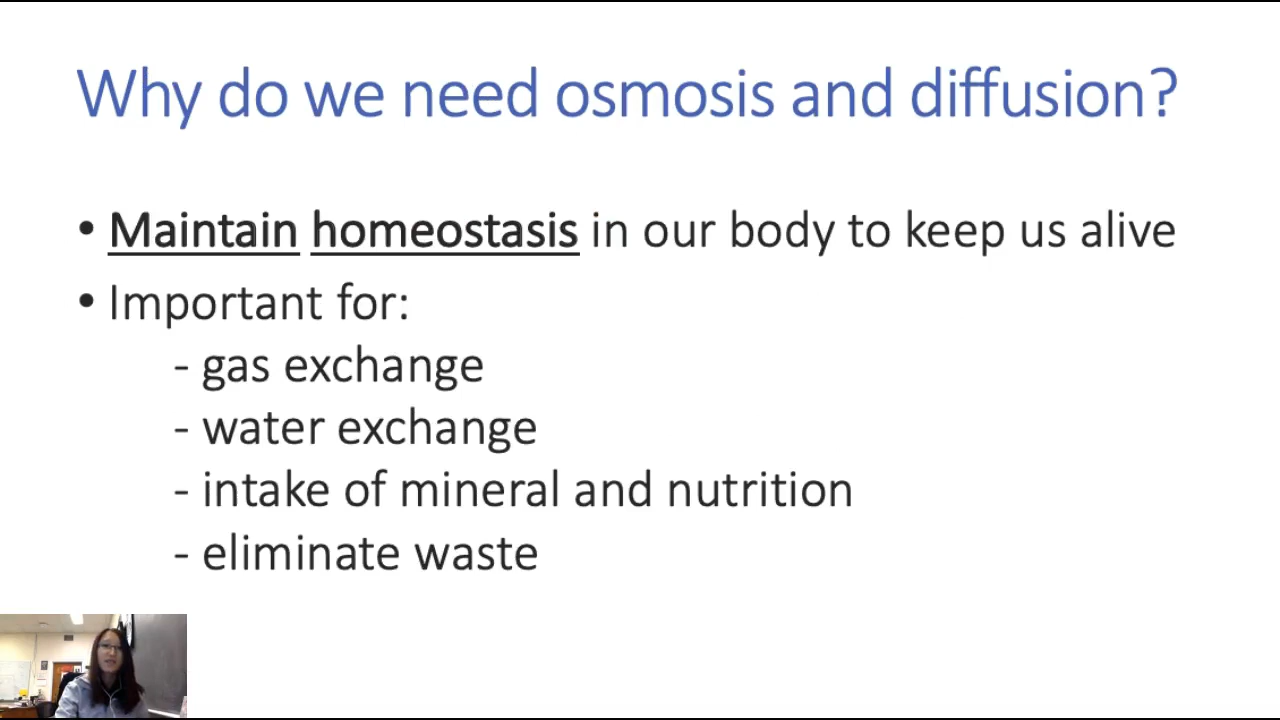 Why do we need osmosis and diffusion?
• Maintain homeostasis in our body to keep us alive
• Important for:
- gas exchange
- water exchange
- intake of mineral and nutrition
- eliminate waste